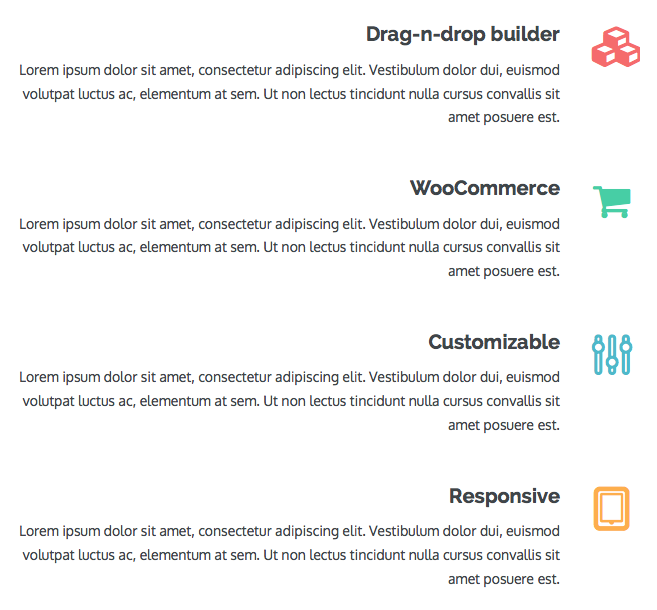 Drag-n-drop builder
Lorem ipsum dolor sit amet, consectetur adipiscing elit. Vestibulum dolor dui, euismod
volutpat luctus ac, elementum at sem. Ut non lectus tincidunt nulla cursus convallis sit
amet posuere est.
WooCommerce
Lorem ipsum dolor sit amet, consectetur adipiscing elit. Vestibulum dolor dui, euismod
volutpat luctus ac, elementum at sem. Ut non lectus tincidunt nulla cursus convallis sit
amet posuere est.
Customizable
Lorem ipsum dolor sit amet, consectetur adipiscing elit. Vestibulum dolor dui, euismod
volutpat luctus ac, elementum at sem. Ut non lectus tincidunt nulla cursus convallis sit
amet posuere est.
Responsive
Lorem ipsum dolor sit amet, consectetur adipiscing elit. Vestibulum dolor dui, euismod
volutpat luctus ac, elementum at sem. Ut non lectus tincidunt nulla cursus convallis sit
amet posuere est.